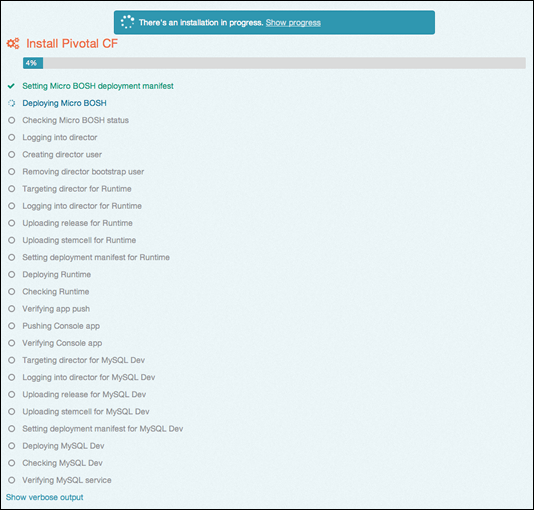 There's an installation in progress. Show progress
Install Pivotal CF
4%
Setting Micro BOSH deployment manifest
Deploying Micro BOSH
Checking Micro BOSH status
Logging into director
Creating director user
Removing director bootstrap user
Targeting director for Runtime
Logging into director for Runtime
Uploading release for Runtime
Uploading stemcell for Runtime
Setting deployment manifest for Runtime
Deploying Runtime
Checking Runtime
Verifying app push
Pushing Console app
Verifying Console app
Targeting director for MySQL Dev
Logging into director for MySQL Dev
Uploading release for MySQL Dev
Uploading stemcell for MySQL Dev
Setting deployment manifest for MySQL Dev
Deploying MySQL Dev
Checking MySQL Dev
Verifying MySQL service
Show verbose output